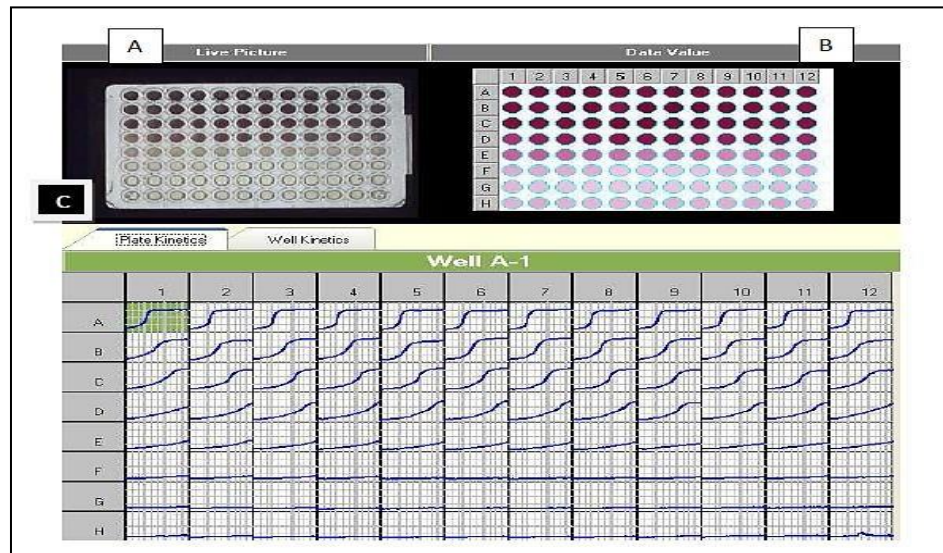 A
B
Live Picture
Data Value
1 2 3 4 5 6 7 8 9 10 11 12
A
B
C
D
E
F
G
H
C
Plate Kinetics
Well Kinetics
Well A-1
1 2 3 4 5 6 7 8 9 10 11 12
A
B
C
D
E
F
G
H